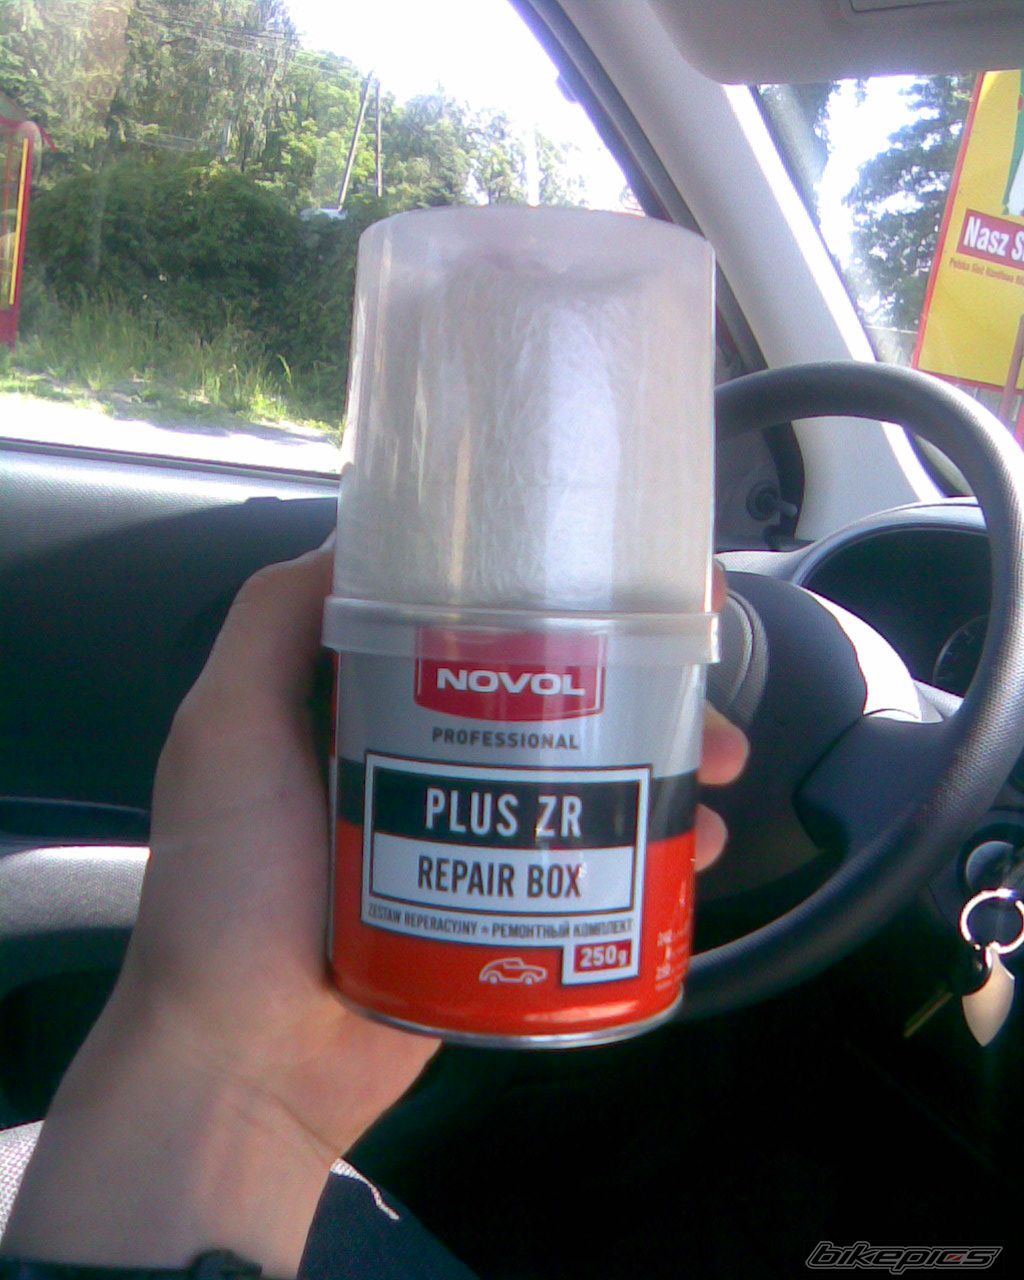 Nasz
NOVOL
PROFESSIONAL
PLUS ZR
REPAIR BOX
ZESTAW REPERACYJNY = РЕМОНТНЫЙ КОМПЛЕКТ
250g
bikepics